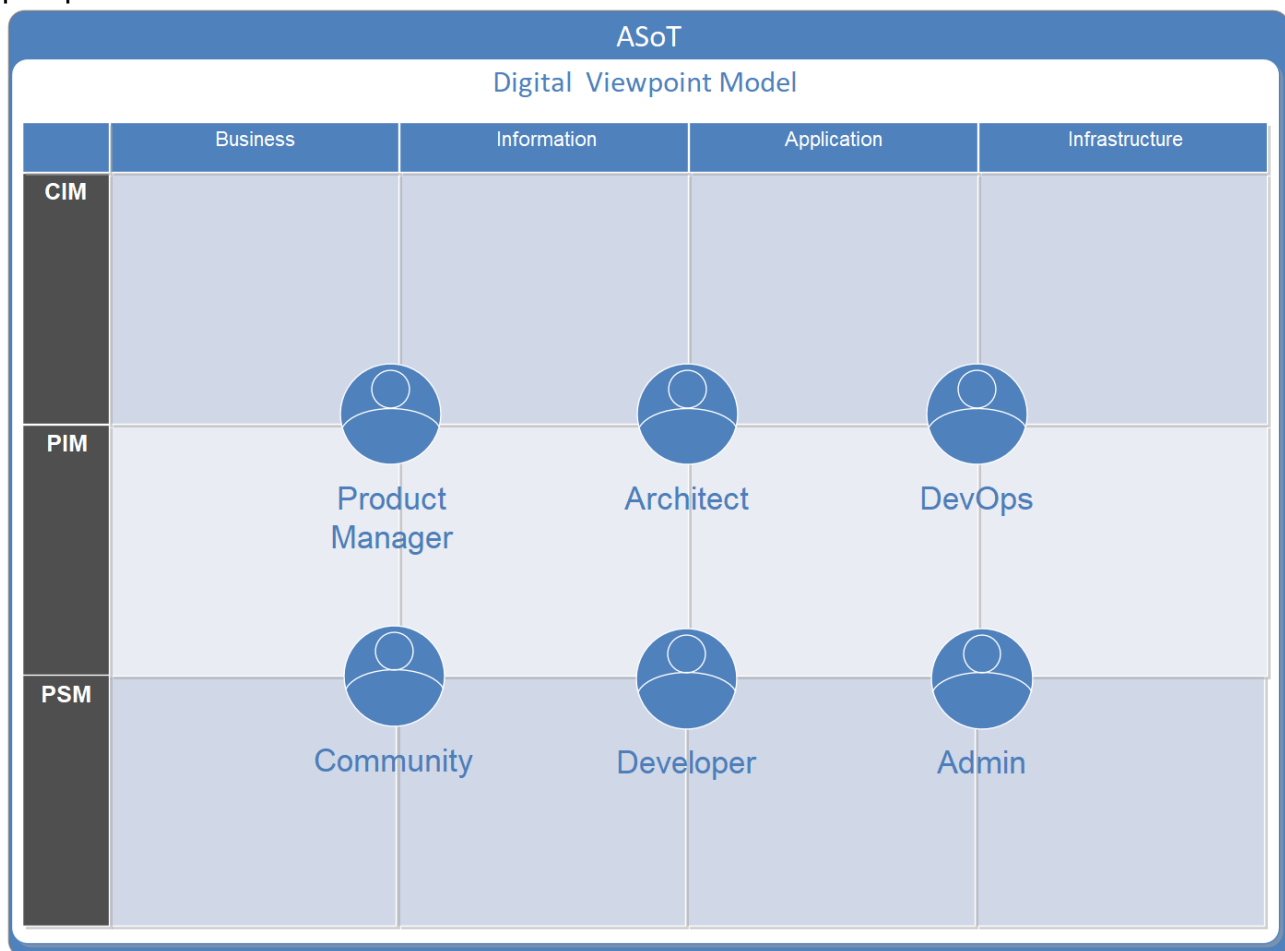 ASoT
Digital Viewpoint Model
Business Information Application Infrastructure
CIM
PIM
Product
Manager
Architect
DevOps
PSM
Community
Developer
Admin